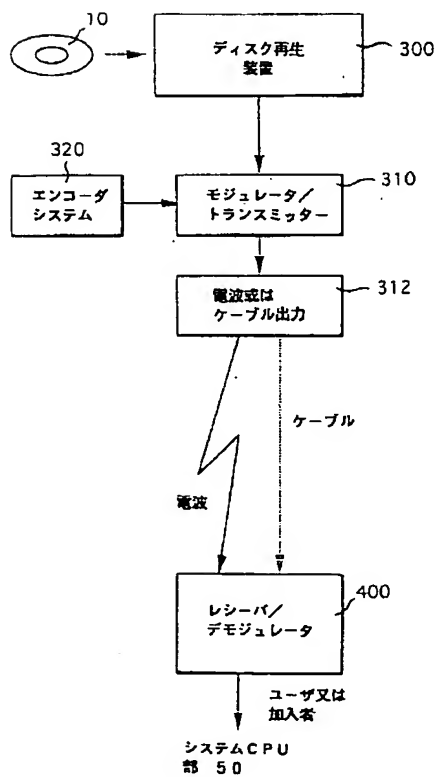 10
ディスク再生
装置
300
320
エンコーダ
システム
モジュレータ/
トランスミッター
310
電波或は
ケーブル出力
312
ケーブル
電波
レシーバ/
デモジュレータ
400
ユーザ又は
加入者
システムCPU
部 50